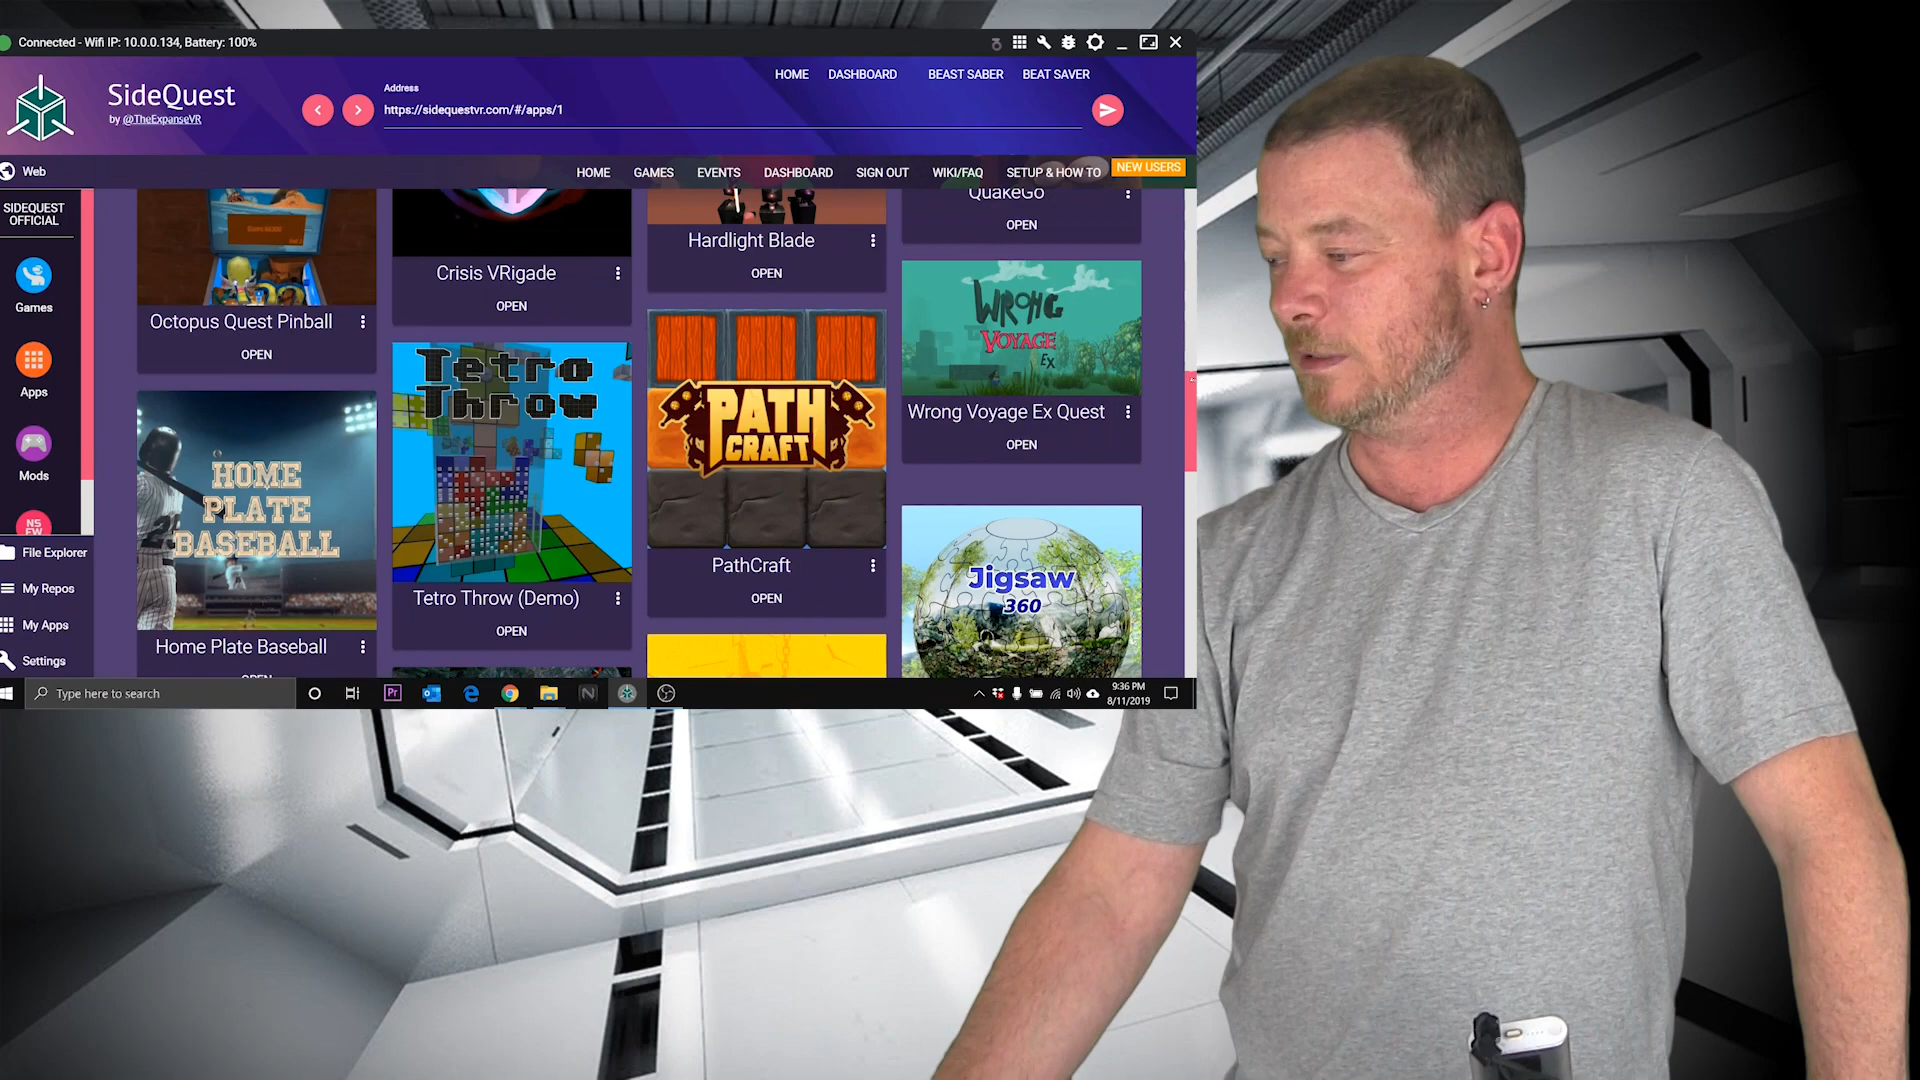 Connected - Wifi IP: 10.0.0.134, Battery: 100%
SideQuest
by @TheExpanseVR
Address
https://sidequestvr.com/#/apps/1
HOME DASHBOARD BEAST SABER BEAT SAVER
Web
HOME GAMES EVENTS DASHBOARD SIGN OUT WIKI/FAQ SETUP & HOW TO NEW USERS
SIDEQUEST
OFFICIAL
Games
Apps
Mods
NS
FW
File Explorer
My Repos
My Apps
Settings
Octopus Quest Pinball
OPEN
HOME
PLATE
BASEBALL
Home Plate Baseball
Crisis VRigade
OPEN
Tetro
Throw
Tetro Throw (Demo)
OPEN
Hardlight Blade
OPEN
PATH
CRAFT
PathCraft
OPEN
QuakeGo
OPEN
WRONG
VOYAGE
EX
Wrong Voyage Ex Quest
OPEN
Jigsaw
360
Type here to search
Pr
9:36 PM
8/11/2019